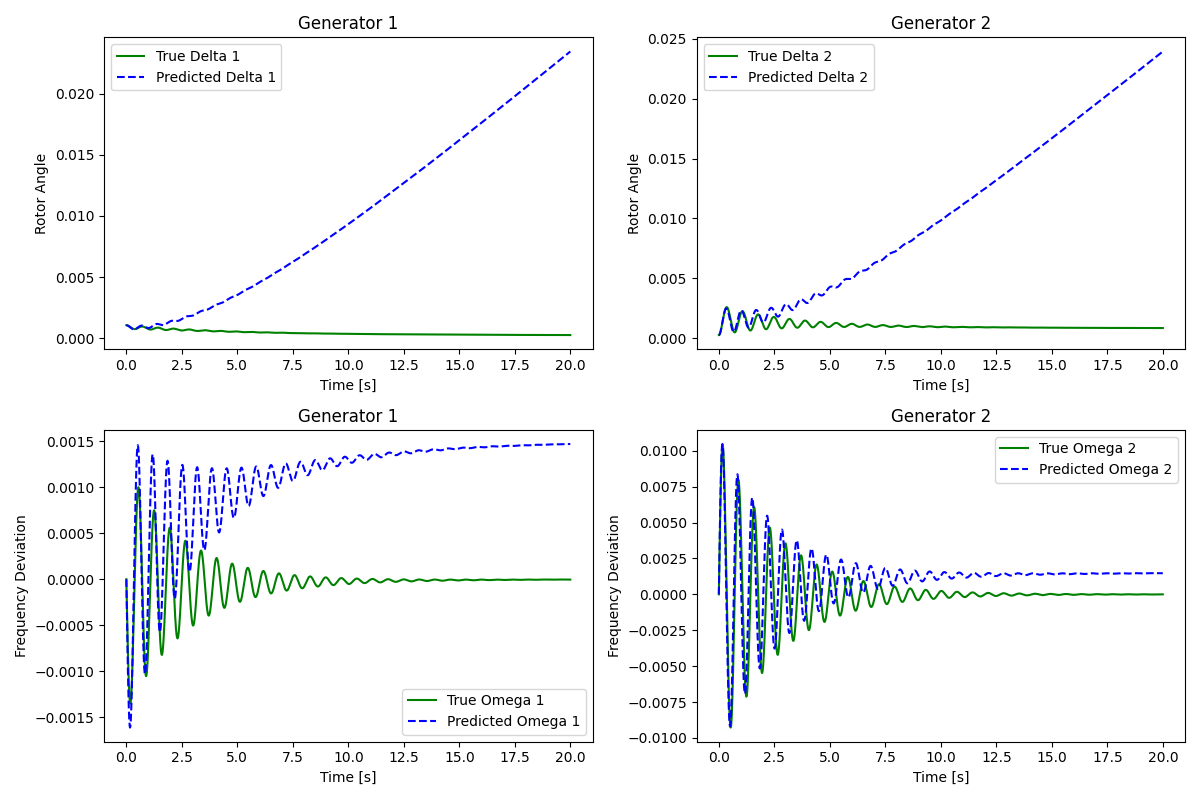 Generator 1
True Delta 1
Predicted Delta 1
Rotor Angle
0.020
0.015
0.010
0.005
0.000
0.0 2.5 5.0 7.5 10.0 12.5 15.0 17.5 20.0
Time [s]
Generator 2
True Delta 2
Predicted Delta 2
Rotor Angle
0.025
0.020
0.015
0.010
0.005
0.000
0.0 2.5 5.0 7.5 10.0 12.5 15.0 17.5 20.0
Time [s]
Generator 1
Frequency Deviation
0.0015
0.0010
0.0005
0.0000
−0.0005
−0.0010
−0.0015
True Omega 1
Predicted Omega 1
0.0 2.5 5.0 7.5 10.0 12.5 15.0 17.5 20.0
Time [s]
Generator 2
True Omega 2
Predicted Omega 2
Frequency Deviation
0.0100
0.0075
0.0050
0.0025
0.0000
−0.0025
−0.0050
−0.0075
−0.0100
0.0 2.5 5.0 7.5 10.0 12.5 15.0 17.5 20.0
Time [s]